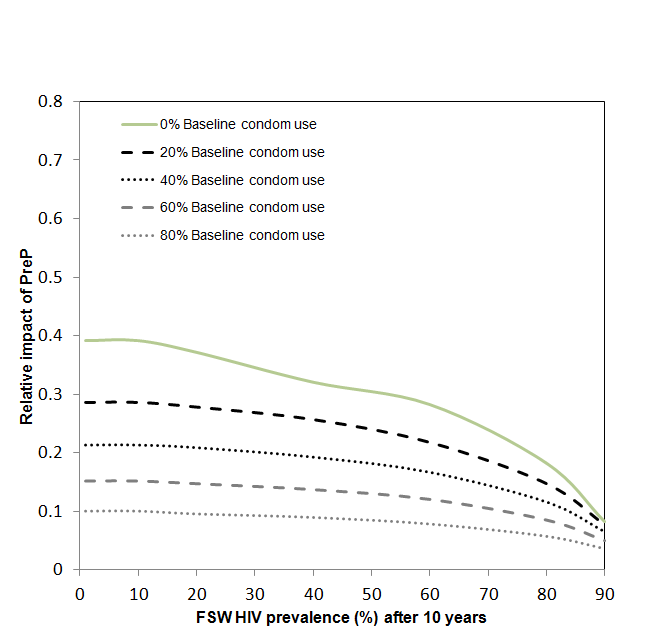 0.8
0.7
0.6
0.5
0.4
0.3
0.2
0.1
0
Relative impact of PreP
0% Baseline condom use
20% Baseline condom use
40% Baseline condom use
60% Baseline condom use
80% Baseline condom use
0 10 20 30 40 50 60 70 80 90
FSW HIV prevalence (%) after 10 years